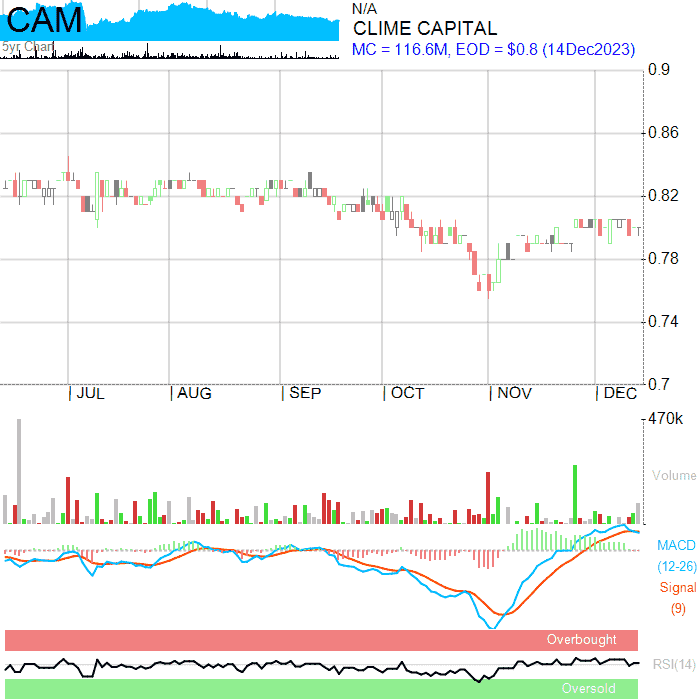 CAM
5yr Chart
N/A
CLIME CAPITAL
MC = 116.6M, EOD = $0.8 (14Dec2023)
0.9
0.86
0.82
0.78
0.74
0.7
JUL AUG SEP OCT NOV DEC
470k
Volume
MACD
(12-26)
Signal
(9)
Overbought
RSI(14)
Oversold